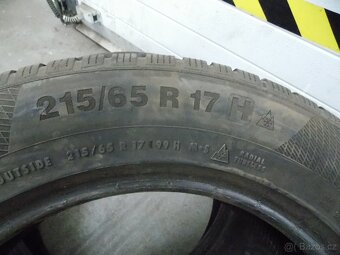 215/65 R 17 H
OUTSIDE 215/65 R 17 99 H M+S RADIAL TUBELESS
Bazos.cz